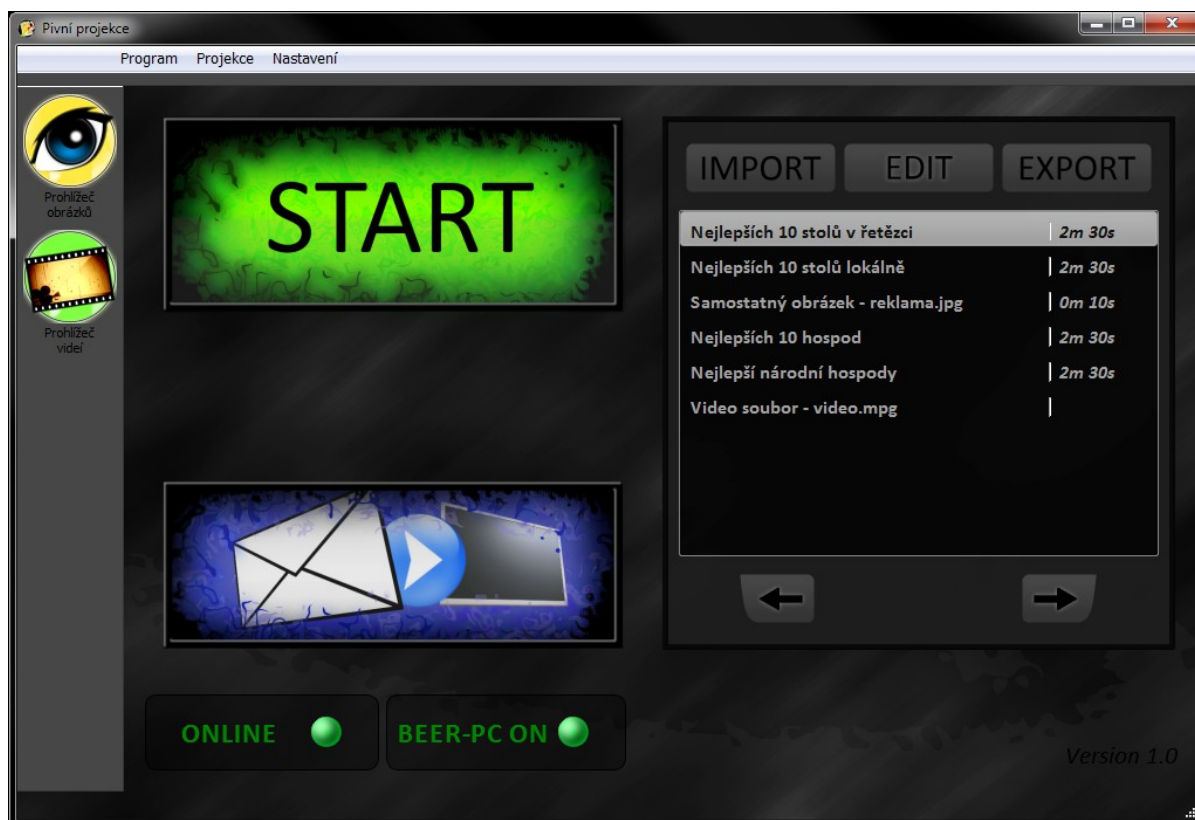 Pivní projekce
Program Projekce Nastavení
Prohlížeč
obrázků
Prohlížeč
videí
START
IMPORT EDIT EXPORT
Nejlepších 10 stolů v řetězci 2m 30s
Nejlepších 10 stolů lokálně 2m 30s
Samostatný obrázek - reklama.jpg 0m 10s
Nejlepších 10 hospod 2m 30s
Nejlepší národní hospody 2m 30s
Video soubor - video.mpg
ONLINE BEER-PC ON
Version 1.0